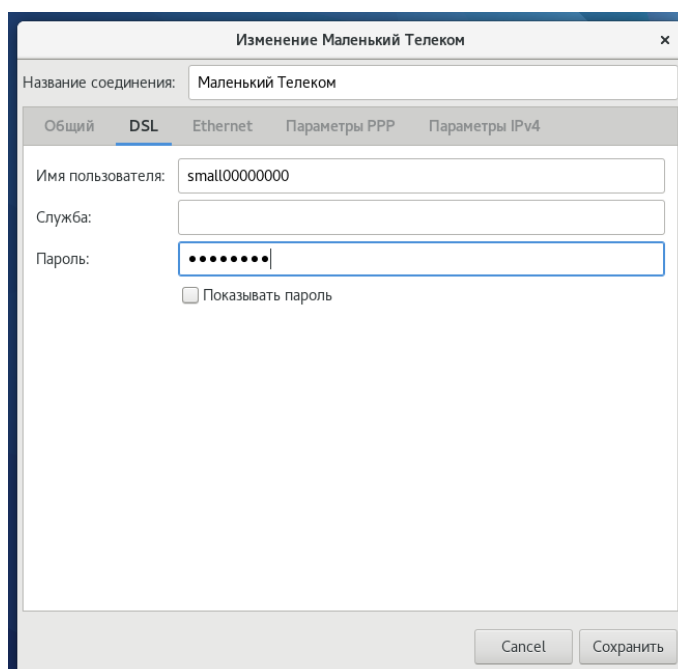 Изменение Маленький Телеком
Название соединения: Маленький Телеком
Общий DSL Ethernet Параметры PPP Параметры IPv4
Имя пользователя: small00000000
Служба:
Пароль: ••••••••
Показывать пароль
Cancel Сохранить